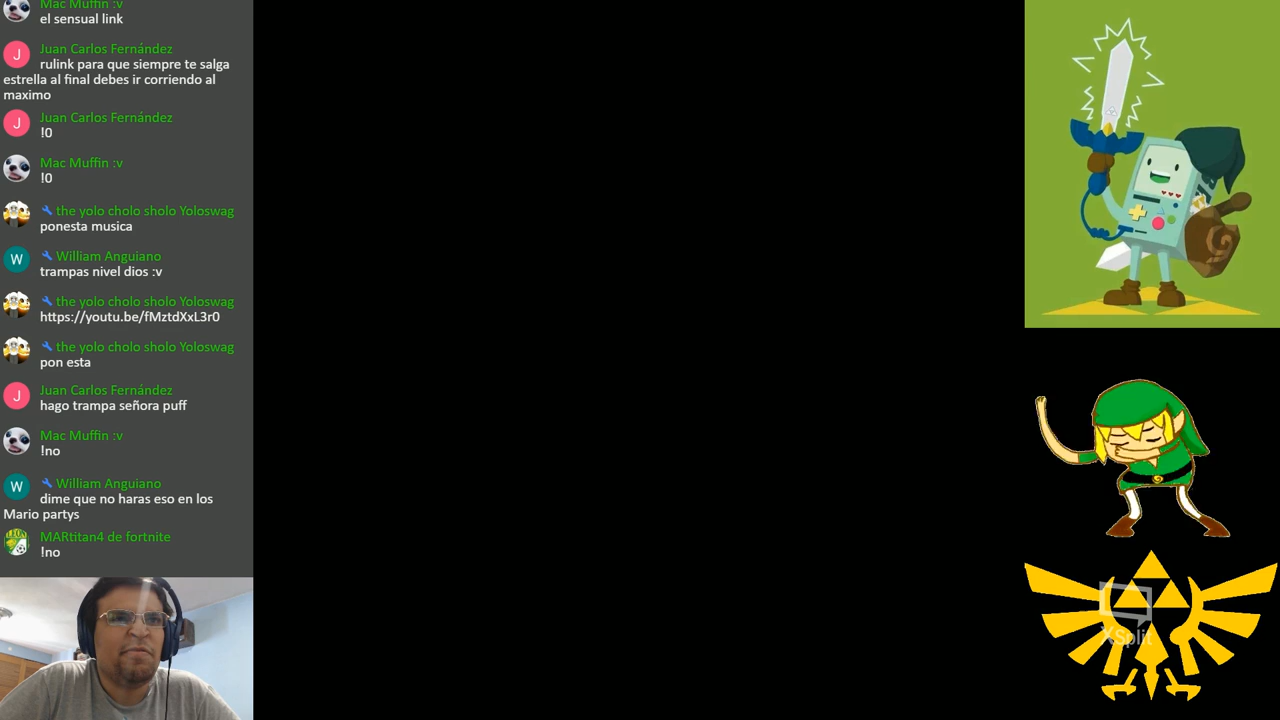 Mac Muffin :v
el sensual link
J
Juan Carlos Fernández
rulink para que siempre te salga
estrella al final debes ir corriendo al
maximo
J
Juan Carlos Fernández
!0
Mac Muffin :v
!0
the yolo cholo sholo Yoloswag
ponesta musica
W
William Anguiano
trampas nivel dios :v
the yolo cholo sholo Yoloswag
https://youtu.be/fMztdXxL3r0
the yolo cholo sholo Yoloswag
pon esta
J
Juan Carlos Fernández
hago trampa señora puff
Mac Muffin :v
!no
W
William Anguiano
dime que no haras eso en los
Mario partys
LEON
MARtitan4 de fortnite
!no
XSplit